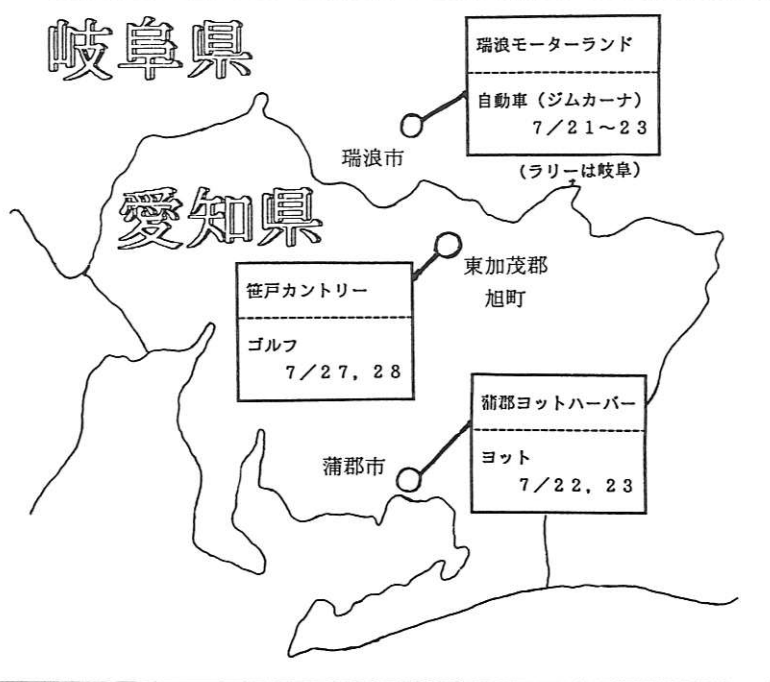 岐阜県
瑞浪モーターランド
自動車（ジムカーナ）
7／21～23
瑞浪市
（ラリーは岐阜）
愛知県
東加茂郡
旭町
笹戸カントリー
ゴルフ
7／27，28
蒲郡ヨットハーバー
ヨット
7／22，23
蒲郡市